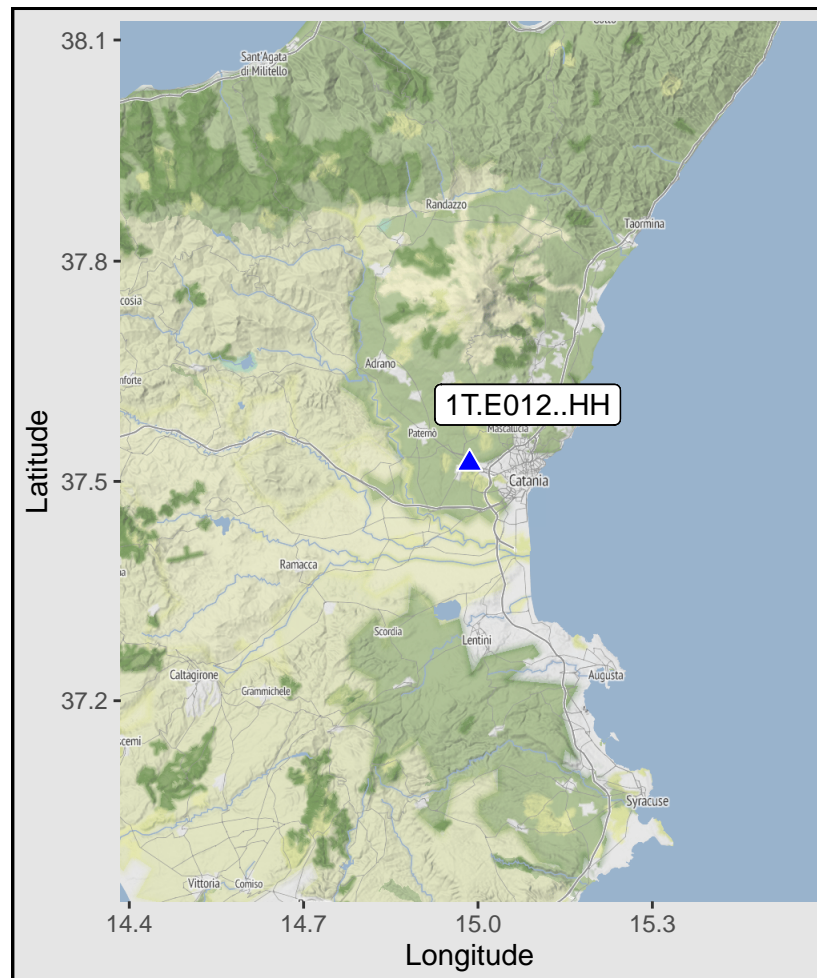 38.1
37.8
37.5
37.2
Latitude
14.4
14.7
15.0
15.3
Longitude
Sant'Agata
di Militello
Randazzo
Taormina
cosia
Adrano
nforte
1T.E012..HH
Mascalucia
Paternò
Catania
Ramacca
Scordia
Lentini
Caltagirone
Grammichele
Augusta
scemi
Syracuse
Vittoria
Comiso